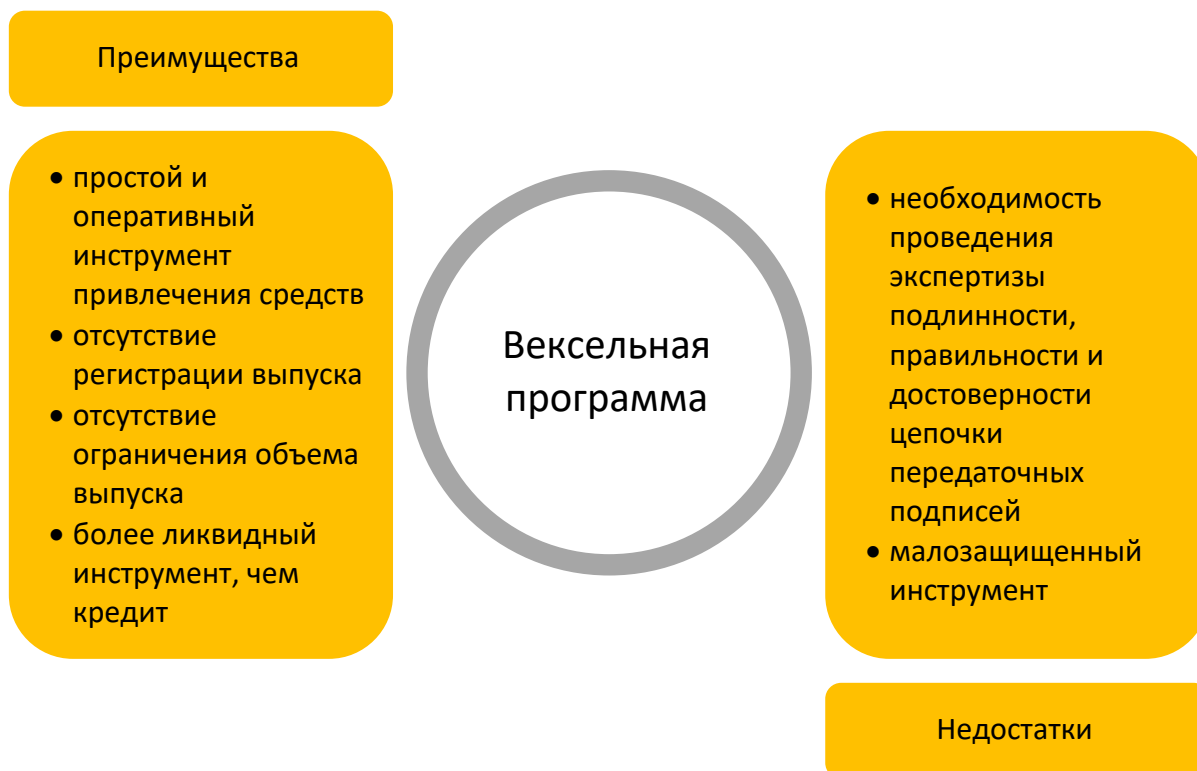 Преимущества
• простой и
оперативный
инструмент
привлечения средств
• отсутствие
регистрации выпуска
• отсутствие
ограничения объема
выпуска
• более ликвидный
инструмент, чем
кредит
Вексельная
программа
• необходимость
проведения
экспертизы
подлинности,
правильности и
достоверности
цепочки
передаточных
подписей
• малозащищенный
инструмент
Недостатки